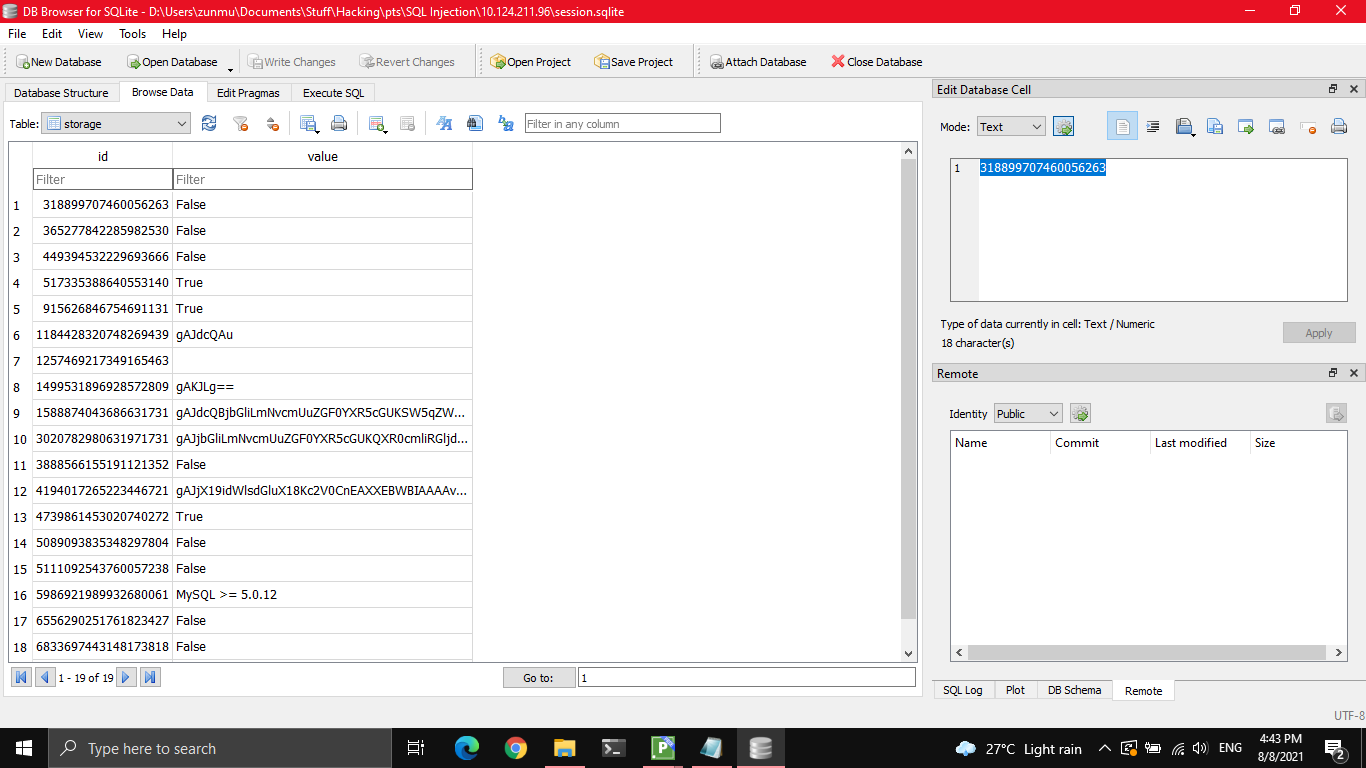 DB Browser for SQLite - D:\Users\zunmu\Documents\Stuff\Hacking\pts\SQL Injection\10.124.211.96\session.sqlite
File Edit View Tools Help
New Database Open Database Write Changes Revert Changes Open Project Save Project Attach Database Close Database
Database Structure Browse Data Edit Pragmas Execute SQL
Table: storage Filter in any column
id value
Filter Filter
1 318899707460056263 False
2 365277842285982530 False
3 449394532229693666 False
4 517335388640553140 True
5 915626846754691131 True
6 1184428320748269439 gAJdcQAu
7 1257469217349165463
8 1499531896928572809 gAKJLg==
9 1588874043686631731 gAJdcQBjbGliLmNvcmUuZGF0YXR5cGUKSW5qZW...
10 3020782980631971731 gAJjbGliLmNvcmUuZGF0YXR5cGUKQXR0cmliRGljd...
11 3888566155191121352 False
12 4194017265223446721 gAJjX19idWlsdGluX18Kc2V0CnEAXXEBWBIAAAAv...
13 4739861453020740272 True
14 5089093835348297804 False
15 5111092543760057238 False
16 5986921989932680061 MySQL >= 5.0.12
17 6556290251761823427 False
18 6833697443148173818 False
1 - 19 of 19 Go to: 1
Edit Database Cell
Mode: Text
1 318899707460056263
Type of data currently in cell: Text / Numeric
18 character(s)
Apply
Remote
Identity Public
Name Commit Last modified Size
SQL Log Plot DB Schema Remote
UTF-8
Type here to search
27°C Light rain ENG
4:43 PM
8/8/2021
2